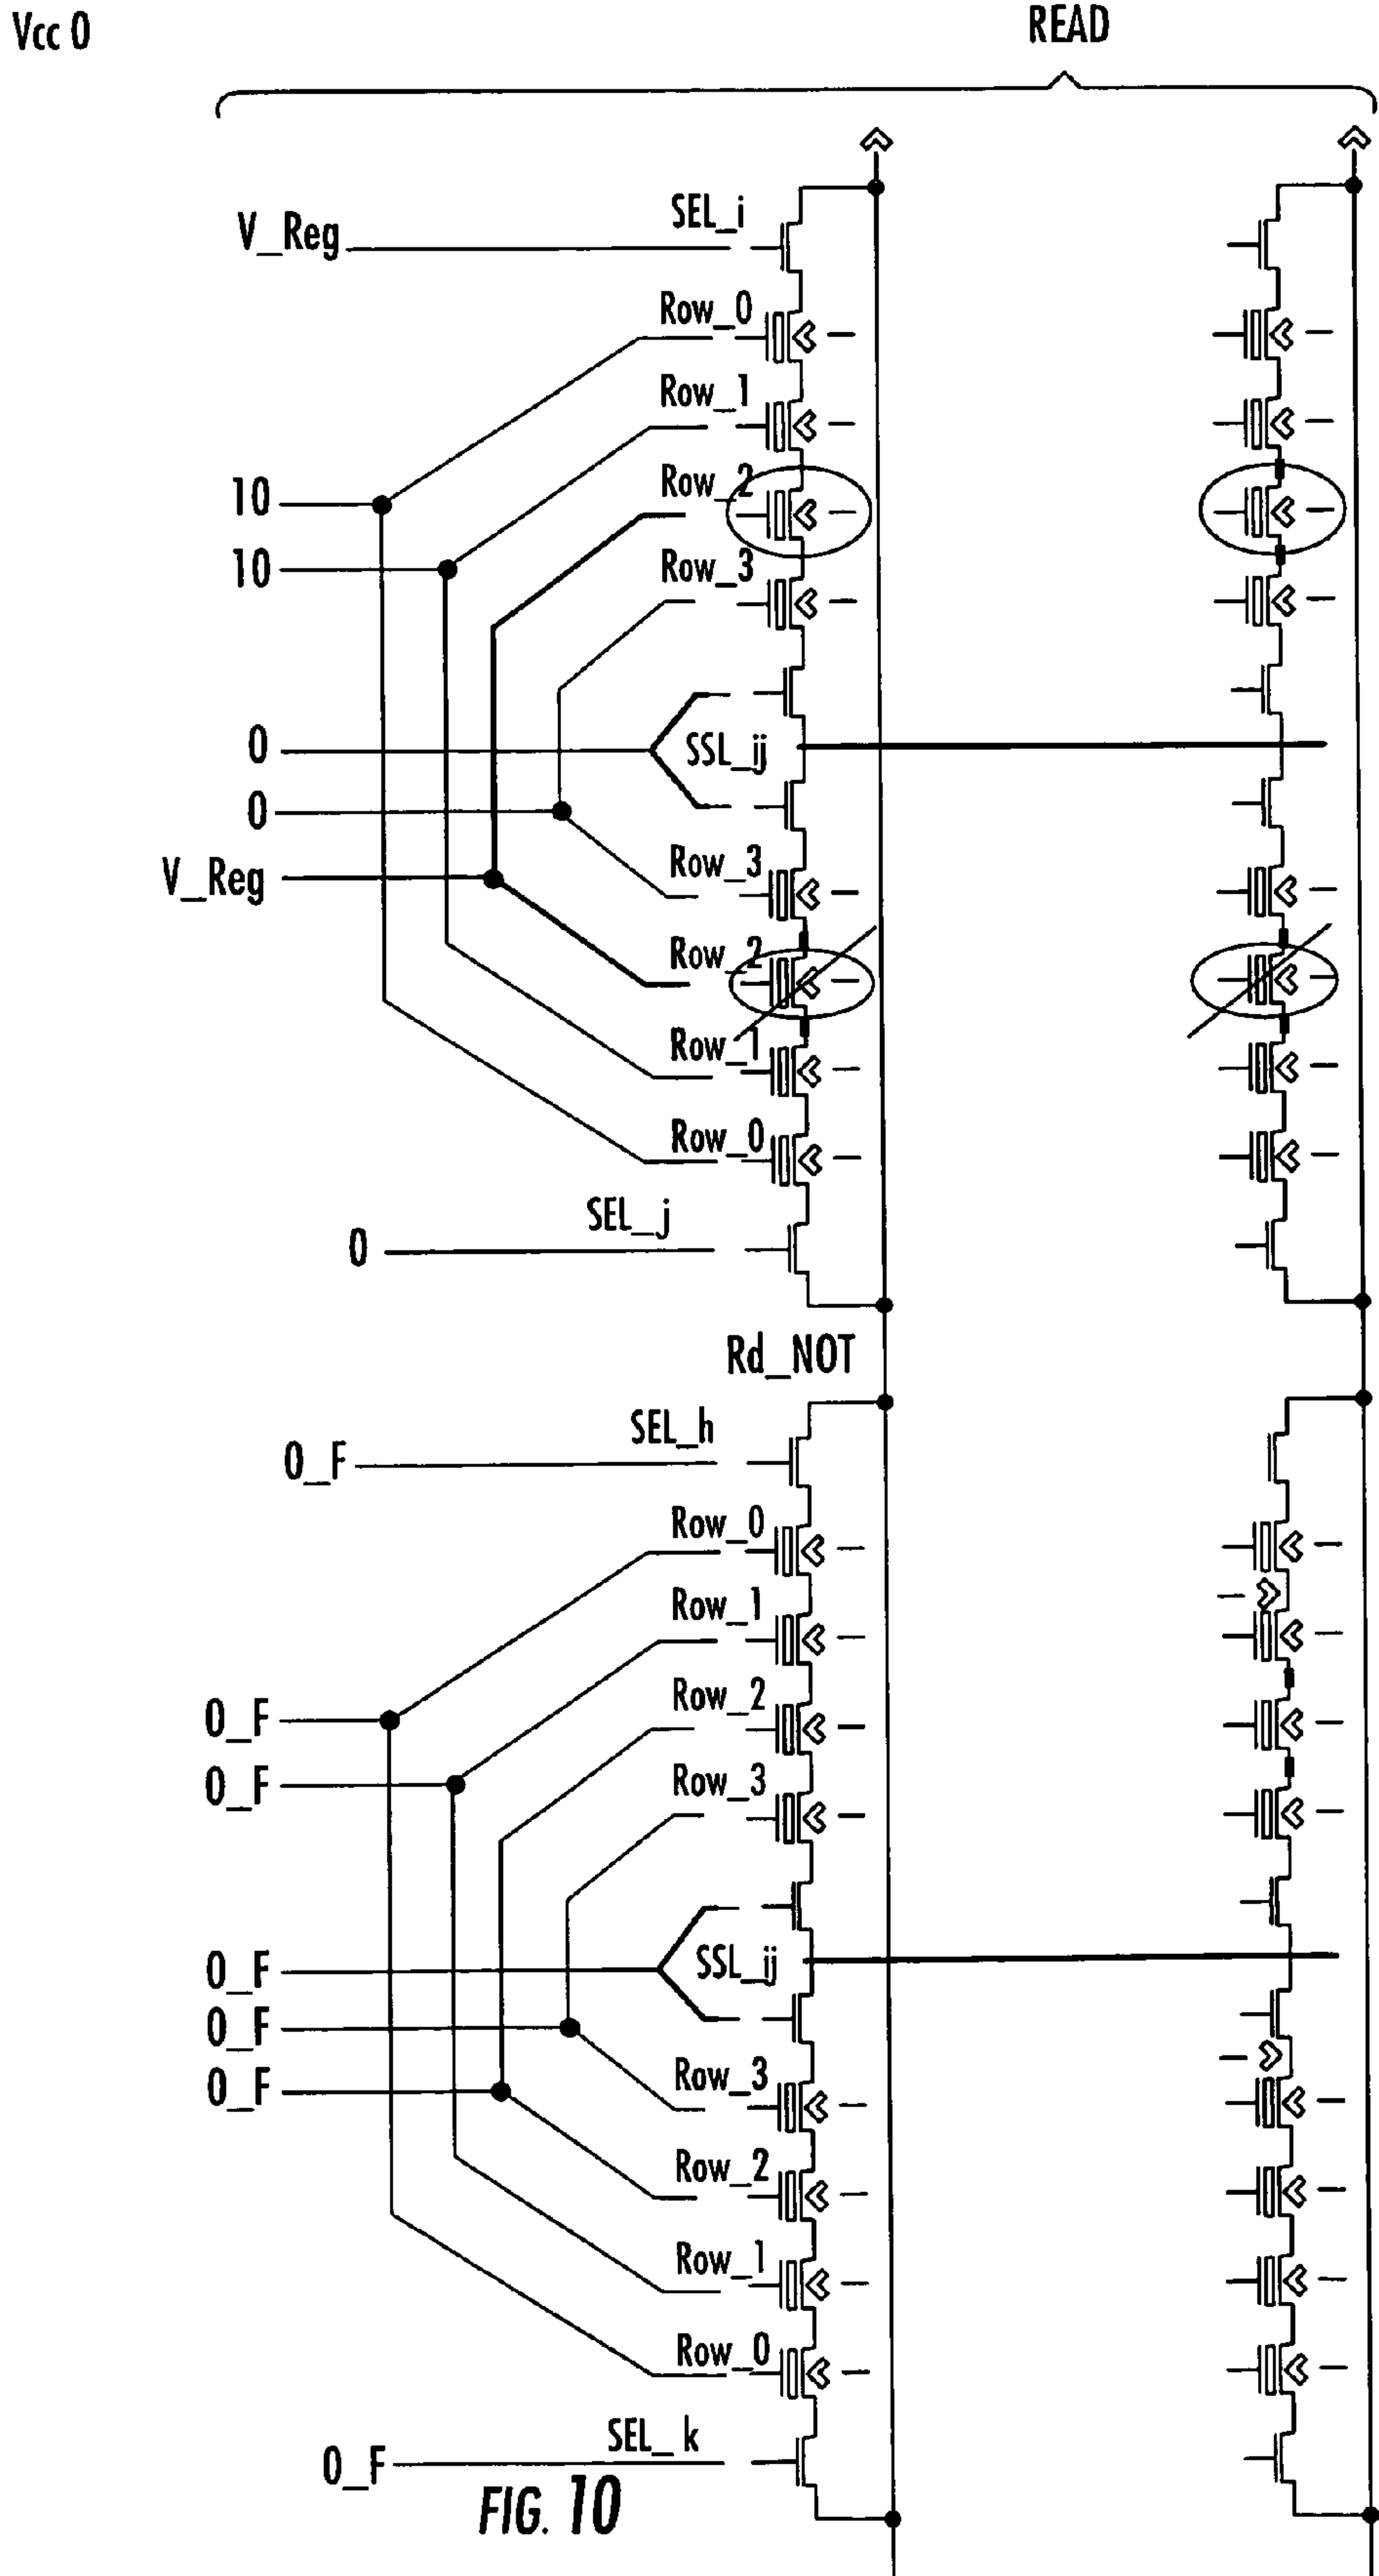 Vcc 0
READ
V_Reg
SEL_i
Row_0
Row_1
10
Row_2
10
Row_3
0
SSL_ij
0
V_Reg
Row_3
Row_2
Row_1
Row_0
SEL_j
0
Rd_NOT
SEL_h
0_F
Row_0
Row_1
Row_2
0_F
0_F
Row_3
0_F
SSL_ij
0_F
0_F
Row_3
Row_2
Row_1
Row_0
SEL_k
0_F
FIG. 10